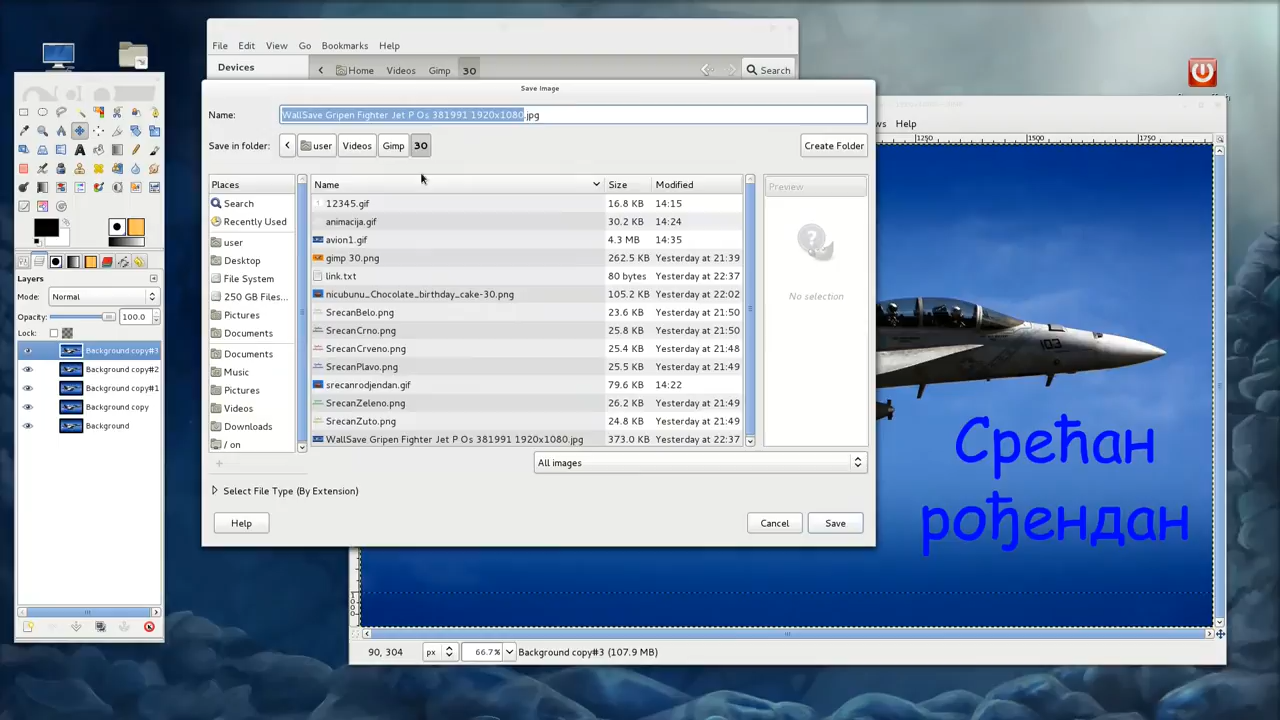 File Edit View Go Bookmarks Help
Devices
Home Videos Gimp 30 Search
Save Image
Name: WallSave Gripen Fighter Jet P Os 381991 1920x1080.jpg
Save in folder: user Videos Gimp 30 Create Folder
Places Name Size Modified Preview
Search 12345.gif 16.8 KB 14:15
Recently Used animacija.gif 30.2 KB 14:24
user avion1.gif 4.3 MB 14:35
Desktop gimp 30.png 262.5 KB Yesterday at 21:39
File System link.txt 80 bytes Yesterday at 22:37
250 GB Files... nicubunu_Chocolate_birthday_cake-30.png 105.2 KB Yesterday at 22:02
No selection
Pictures SrecanBelo.png 23.6 KB Yesterday at 21:50
Documents SrecanCrno.png 25.8 KB Yesterday at 21:50
Documents SrecanCrveno.png 25.4 KB Yesterday at 21:48
Music SrecanPlavo.png 25.5 KB Yesterday at 21:49
Pictures srecanrodjendan.gif 79.6 KB 14:22
Videos SrecanZeleno.png 26.2 KB Yesterday at 21:49
Downloads SrecanZuto.png 24.8 KB Yesterday at 21:49
/ on WallSave Gripen Fighter Jet P Os 381991 1920x1080.jpg 373.0 KB Yesterday at 22:37
All images
Select File Type (By Extension)
Help Cancel Save
Layers
Mode: Normal
Opacity: 100.0
Lock:
Background copy#3
Background copy#2
Background copy#1
Background copy
Background
ws Help
1250 1500 1750
103
Срећан
рођендан
90, 304 px 66.7% Background copy#3 (107.9 MB)